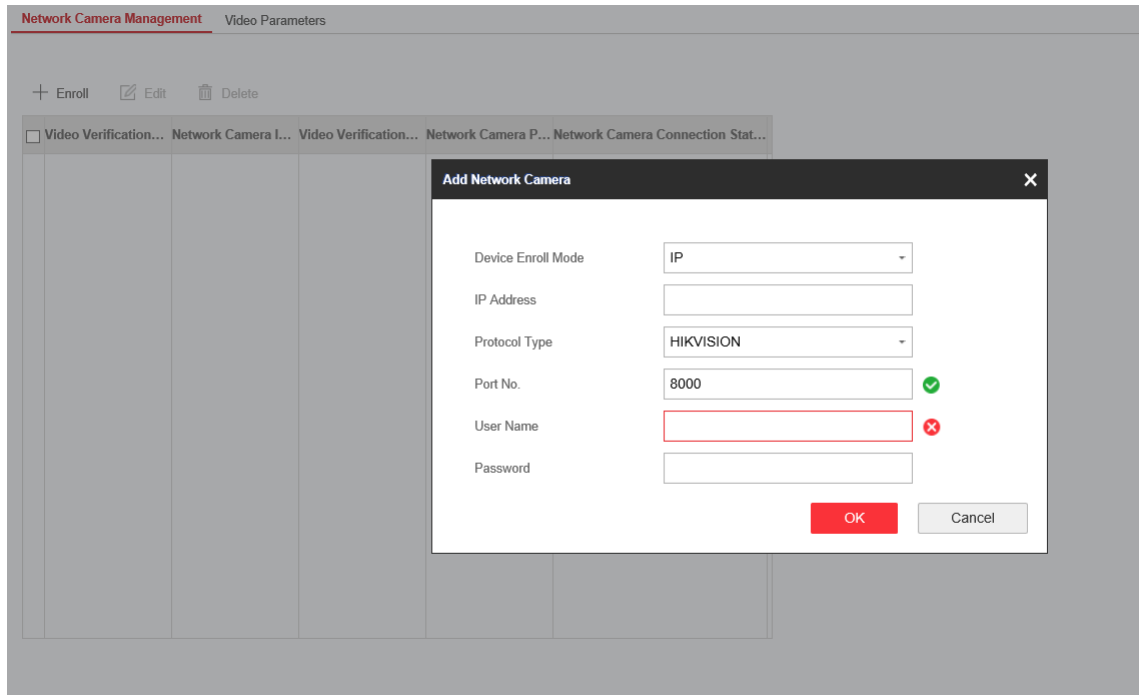 Network Camera Management Video Parameters
Enroll Edit Delete
Video Verification... Network Camera I... Video Verification... Network Camera P... Network Camera Connection Stat...
Add Network Camera
Device Enroll Mode IP
IP Address
Protocol Type HIKVISION
Port No. 8000
User Name
Password
OK Cancel